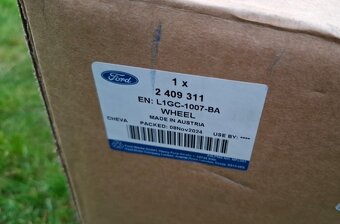 Ford
1 x
2 409 311
EN: L1GC-1007-BA
WHEEL
MADE IN AUSTRIA
CHEVA PACKED: 08Nov2024 USE BY: ****